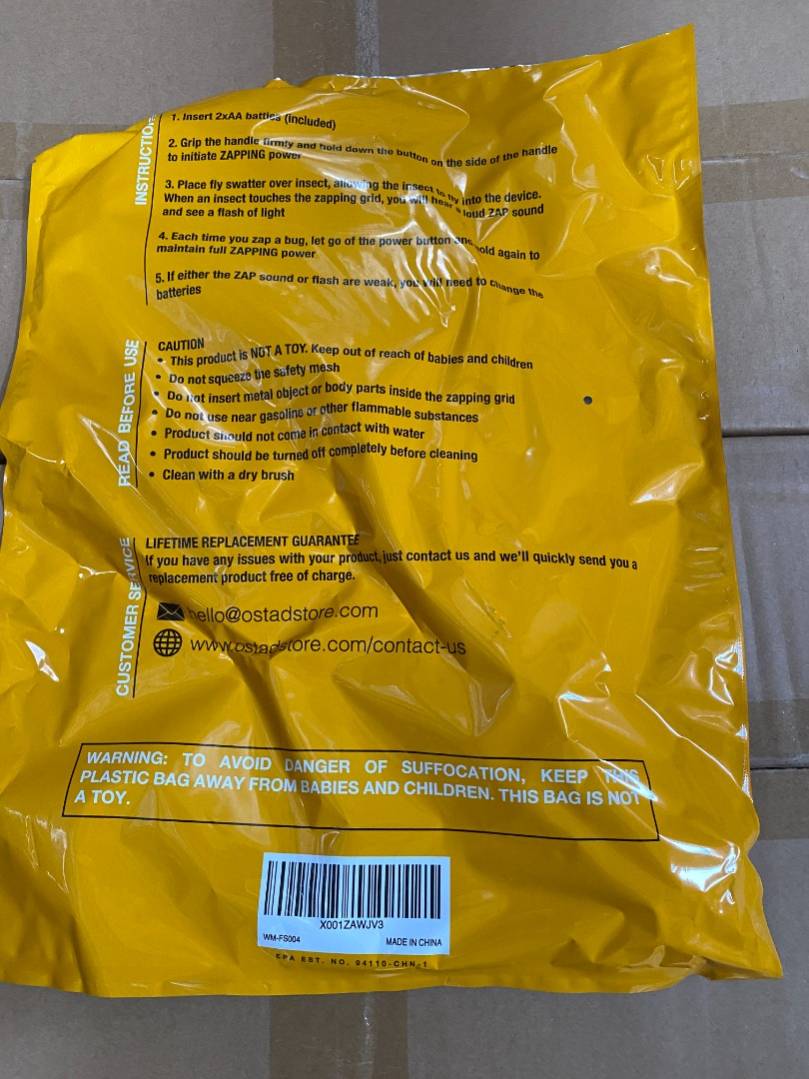 INSTRUCTION
1. Insert 2xAA batties (included)
2. Grip the handle firmly and hold down the button on the side of the handle
to initiate ZAPPING power
3. Place fly swatter over insect, allowing the insect to fly into the device.
When an insect touches the zapping grid, you will hear a loud ZAP sound
and see a flash of light
4. Each time you zap a bug, let go of the power button and hold again to
maintain full ZAPPING power
5. If either the ZAP sound or flash are weak, you will need to change the
batteries
READ BEFORE USE
CAUTION
• This product is NOT A TOY. Keep out of reach of babies and children
• Do not squeeze the safety mesh
• Do not insert metal object or body parts inside the zapping grid
• Do not use near gasoline or other flammable substances
• Product should not come in contact with water
• Product should be turned off completely before cleaning
• Clean with a dry brush
CUSTOMER SERVICE
LIFETIME REPLACEMENT GUARANTEE
If you have any issues with your product, just contact us and we'll quickly send you a
replacement product free of charge.
hello@ostadstore.com
www.ostadstore.com/contact-us
WARNING: TO AVOID DANGER OF SUFFOCATION, KEEP THIS
PLASTIC BAG AWAY FROM BABIES AND CHILDREN. THIS BAG IS NOT
A TOY.
X001ZAWJV3
WM-FS004 MADE IN CHINA
EPA EST. NO. 94110-CHN-1